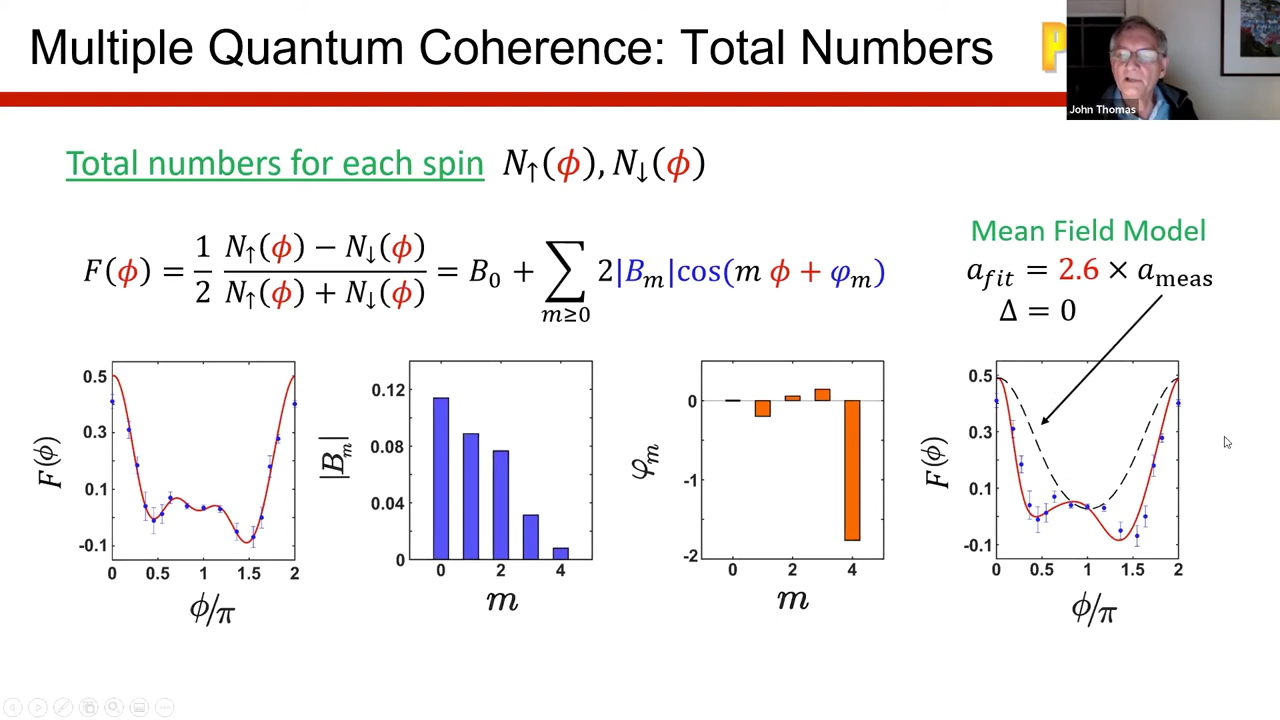 Multiple Quantum Coherence: Total Numbers
P
John Thomas
Total numbers for each spin N↑(ϕ), N↓(ϕ)
F(ϕ) = 1/2 (N↑(ϕ) − N↓(ϕ))/(N↑(ϕ) + N↓(ϕ)) = B₀ + ∑_{m≥0} 2|Bₘ|cos(m ϕ + φₘ)
Mean Field Model
a_fit = 2.6 × a_meas
Δ = 0
F(ϕ)
0.5
0.3
0.1
-0.1
0 0.5 1 1.5 2
ϕ/π
|Bₘ|
0.12
0.08
0.04
0
0 2 4
m
φₘ
0
-1
-2
0 2 4
m
F(ϕ)
0.5
0.3
0.1
-0.1
0 0.5 1 1.5 2
ϕ/π